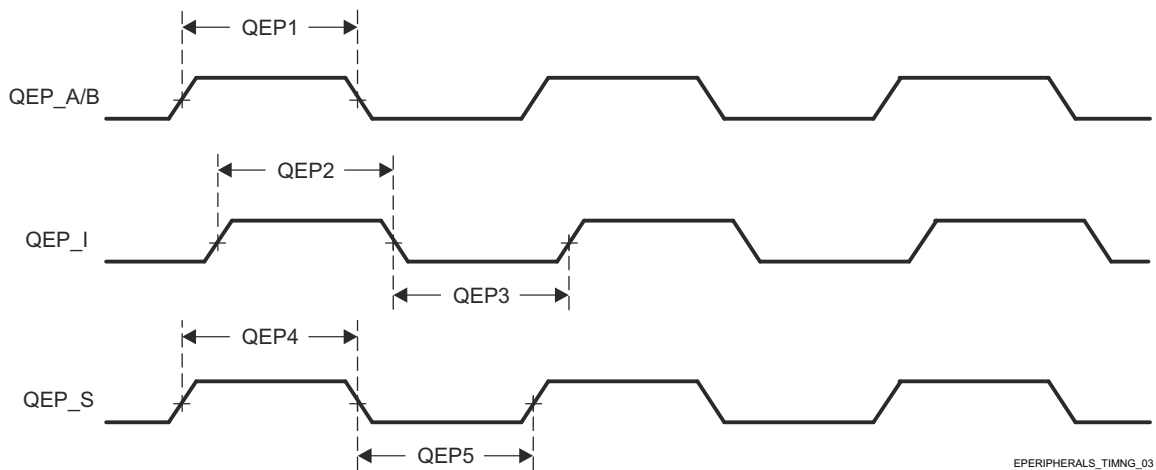 QEP1
QEP_A/B
QEP2
QEP_I
QEP3
QEP4
QEP_S
QEP5
EPERIPHERALS_TIMNG_03